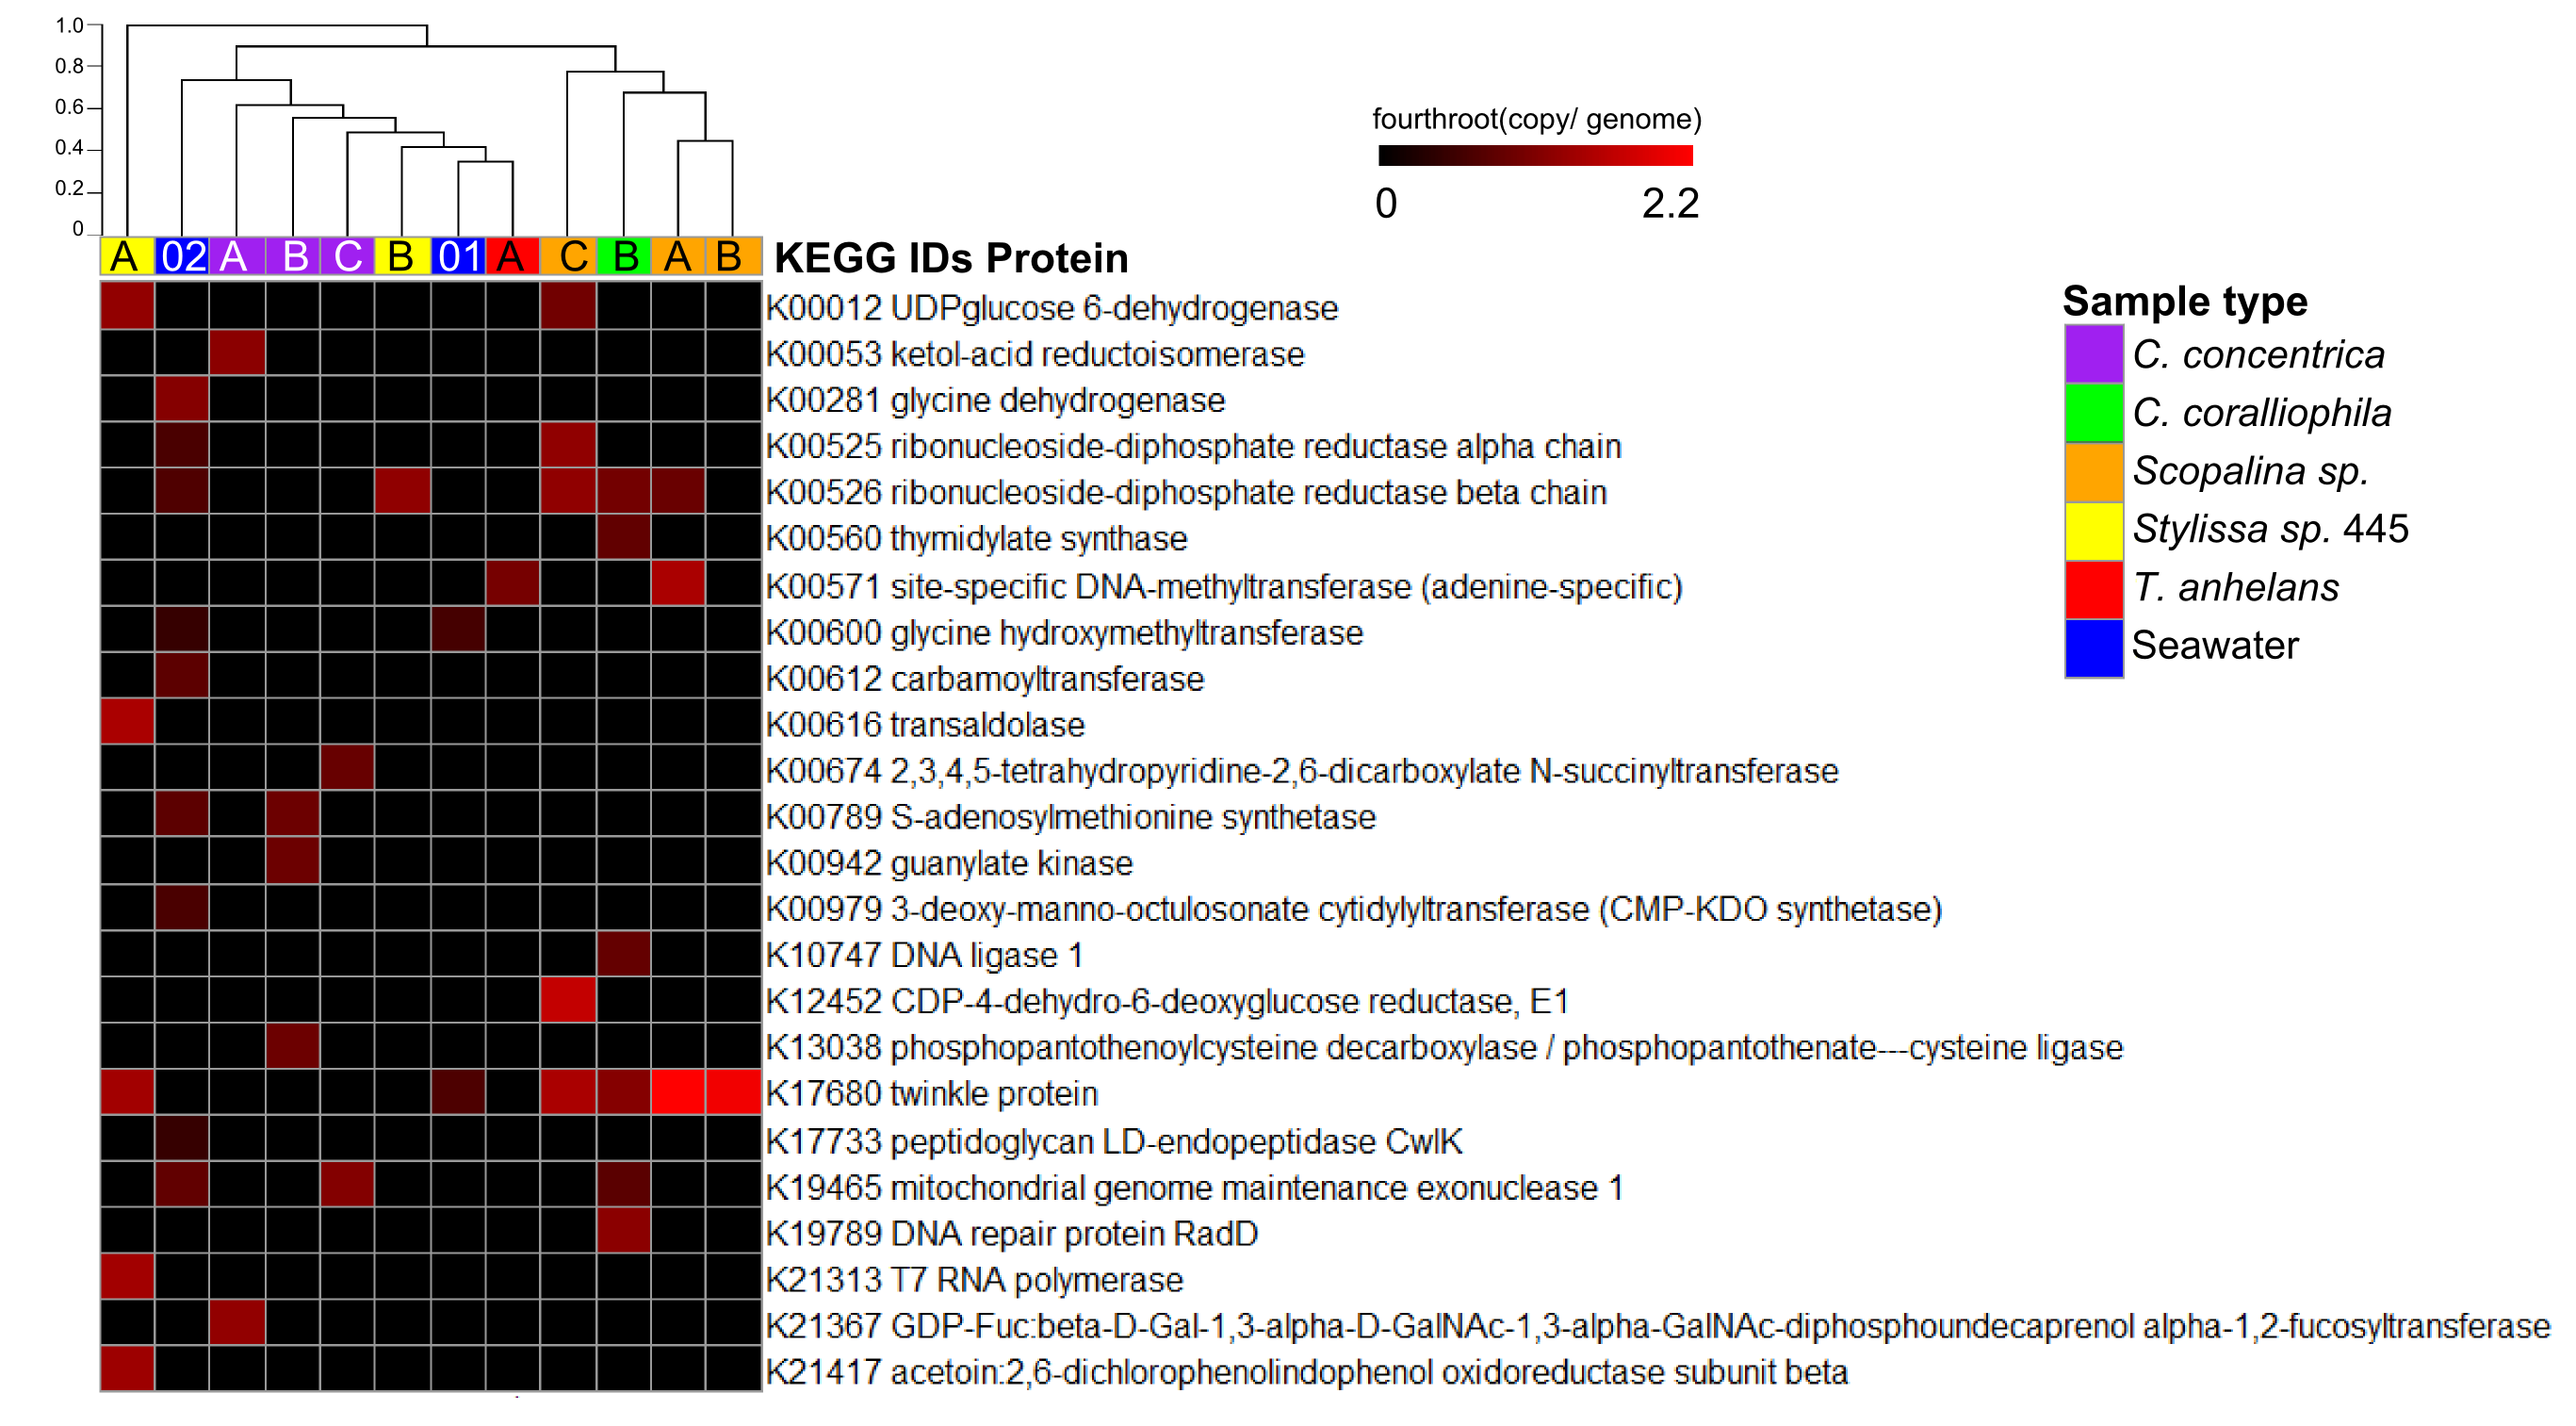 1.0
0.8
0.6
0.4
0.2
0
fourthroot(copy/ genome)
0 2.2
A 02 A B C B 01 A C B A B
KEGG IDs Protein
K00012 UDPglucose 6-dehydrogenase
K00053 ketol-acid reductoisomerase
K00281 glycine dehydrogenase
K00525 ribonucleoside-diphosphate reductase alpha chain
K00526 ribonucleoside-diphosphate reductase beta chain
K00560 thymidylate synthase
K00571 site-specific DNA-methyltransferase (adenine-specific)
K00600 glycine hydroxymethyltransferase
K00612 carbamoyltransferase
K00616 transaldolase
K00674 2,3,4,5-tetrahydropyridine-2,6-dicarboxylate N-succinyltransferase
K00789 S-adenosylmethionine synthetase
K00942 guanylate kinase
K00979 3-deoxy-manno-octulosonate cytidylyltransferase (CMP-KDO synthetase)
K10747 DNA ligase 1
K12452 CDP-4-dehydro-6-deoxyglucose reductase, E1
K13038 phosphopantothenoylcysteine decarboxylase / phosphopantothenate---cysteine ligase
K17680 twinkle protein
K17733 peptidoglycan LD-endopeptidase CwlK
K19465 mitochondrial genome maintenance exonuclease 1
K19789 DNA repair protein RadD
K21313 T7 RNA polymerase
K21367 GDP-Fuc:beta-D-Gal-1,3-alpha-D-GalNAc-1,3-alpha-GalNAc-diphosphoundecaprenol alpha-1,2-fucosyltransferase
K21417 acetoin:2,6-dichlorophenolindophenol oxidoreductase subunit beta
Sample type
C. concentrica
C. coralliophila
Scopalina sp.
Stylissa sp. 445
T. anhelans
Seawater